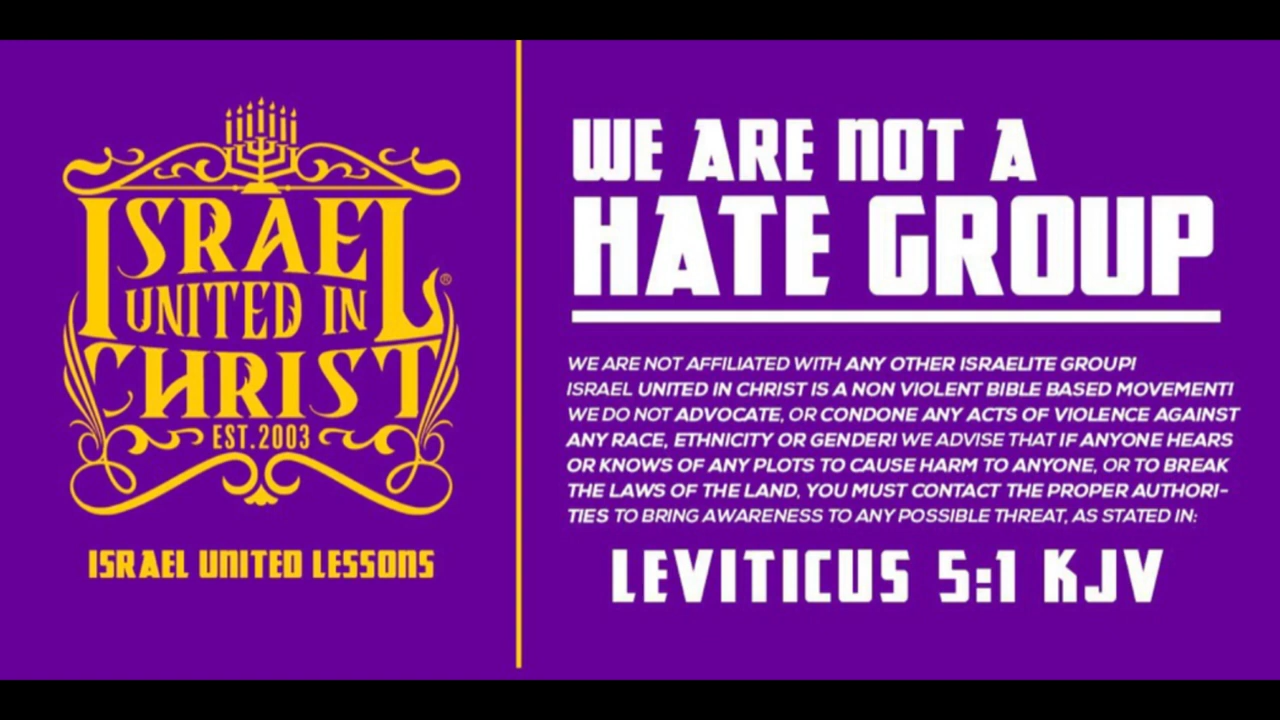 ISRAEL
UNITED IN
CHRIST
®
EST. 2003
ISRAEL UNITED LESSONS
WE ARE NOT A
HATE GROUP
WE ARE NOT AFFILIATED WITH ANY OTHER ISRAELITE GROUP!
ISRAEL UNITED IN CHRIST IS A NON VIOLENT BIBLE BASED MOVEMENT!
WE DO NOT ADVOCATE, OR CONDONE ANY ACTS OF VIOLENCE AGAINST
ANY RACE, ETHNICITY OR GENDER! WE ADVISE THAT IF ANYONE HEARS
OR KNOWS OF ANY PLOTS TO CAUSE HARM TO ANYONE, OR TO BREAK
THE LAWS OF THE LAND, YOU MUST CONTACT THE PROPER AUTHORI-
TIES TO BRING AWARENESS TO ANY POSSIBLE THREAT, AS STATED IN:
LEVITICUS 5:1 KJV